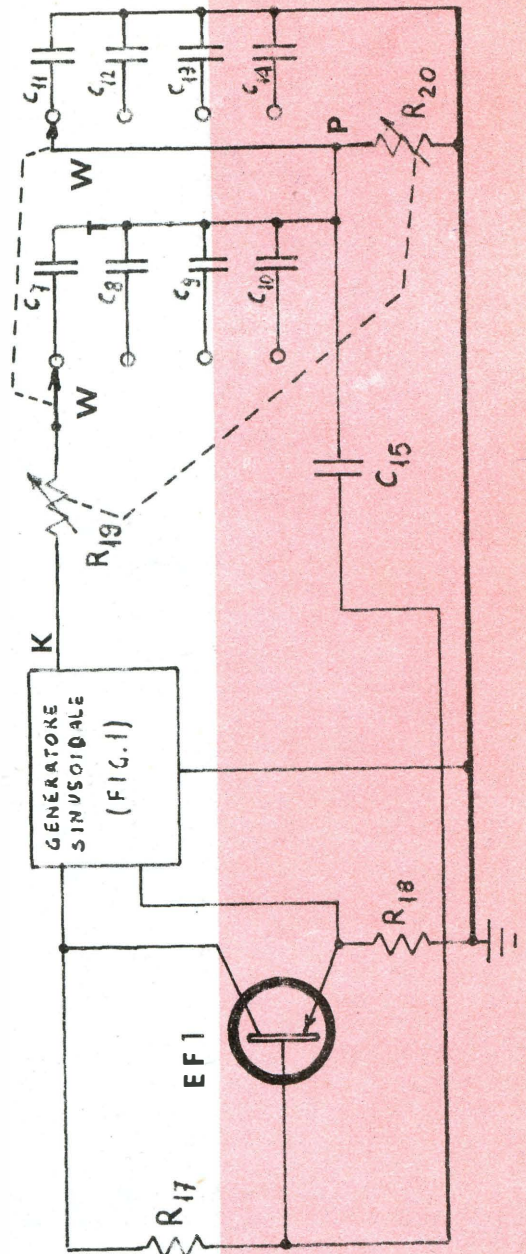 C11
C12
C13
C14
W
P
R20
C7
C8
C9
C10
W
R19
C15
K
GENERATORE
SINUSOIDALE
(FIG.1)
R18
EF1
R17